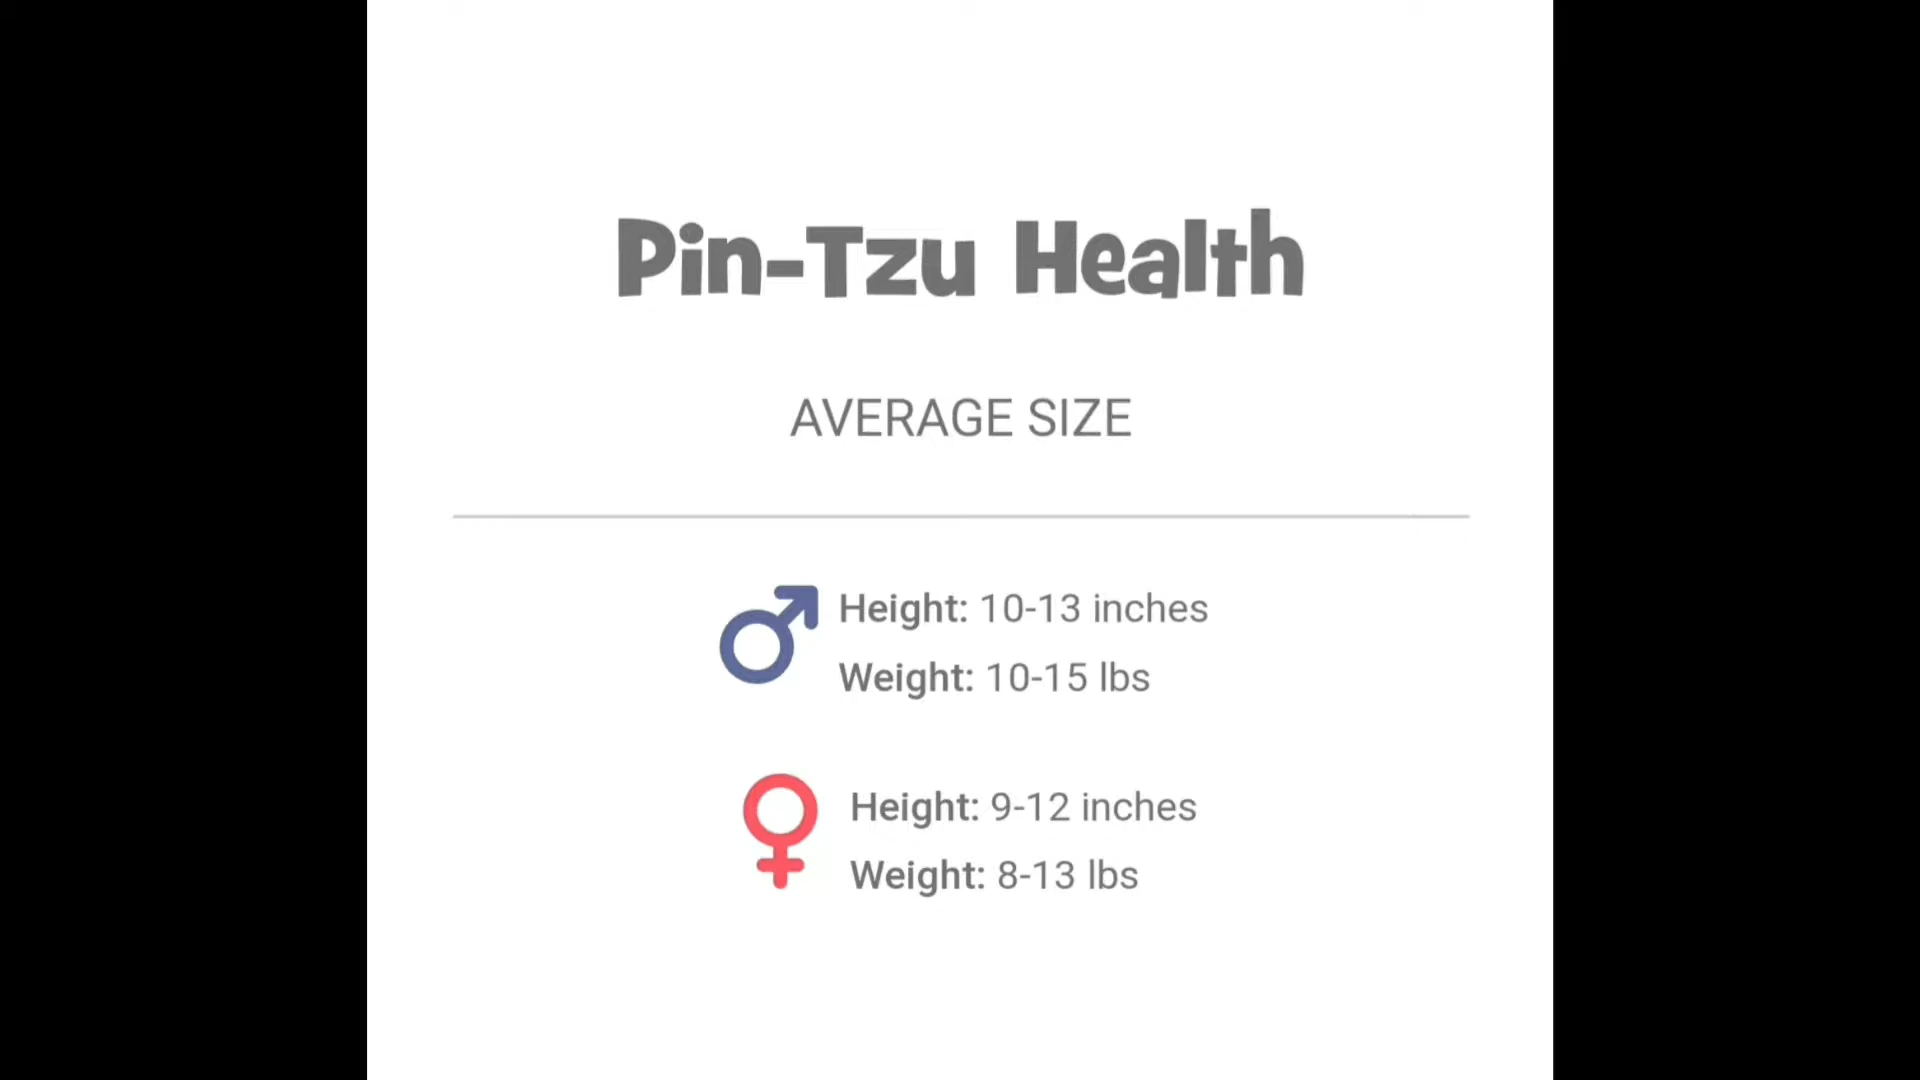 Pin-Tzu Health
AVERAGE SIZE
Height: 10-13 inches
Weight: 10-15 lbs
Height: 9-12 inches
Weight: 8-13 lbs